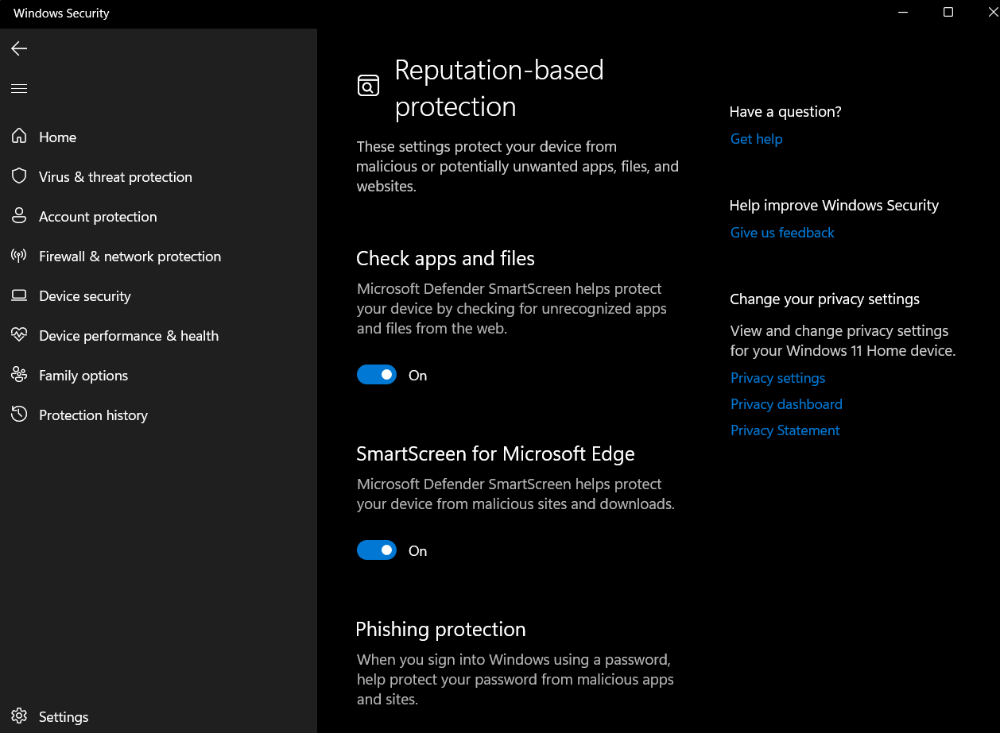 Windows Security
Home
Virus & threat protection
Account protection
Firewall & network protection
Device security
Device performance & health
Family options
Protection history
Settings
Reputation-based
protection
These settings protect your device from
malicious or potentially unwanted apps, files, and
websites.
Check apps and files
Microsoft Defender SmartScreen helps protect
your device by checking for unrecognized apps
and files from the web.
On
SmartScreen for Microsoft Edge
Microsoft Defender SmartScreen helps protect
your device from malicious sites and downloads.
On
Phishing protection
When you sign into Windows using a password,
help protect your password from malicious apps
and sites.
Have a question?
Get help
Help improve Windows Security
Give us feedback
Change your privacy settings
View and change privacy settings
for your Windows 11 Home device.
Privacy settings
Privacy dashboard
Privacy Statement